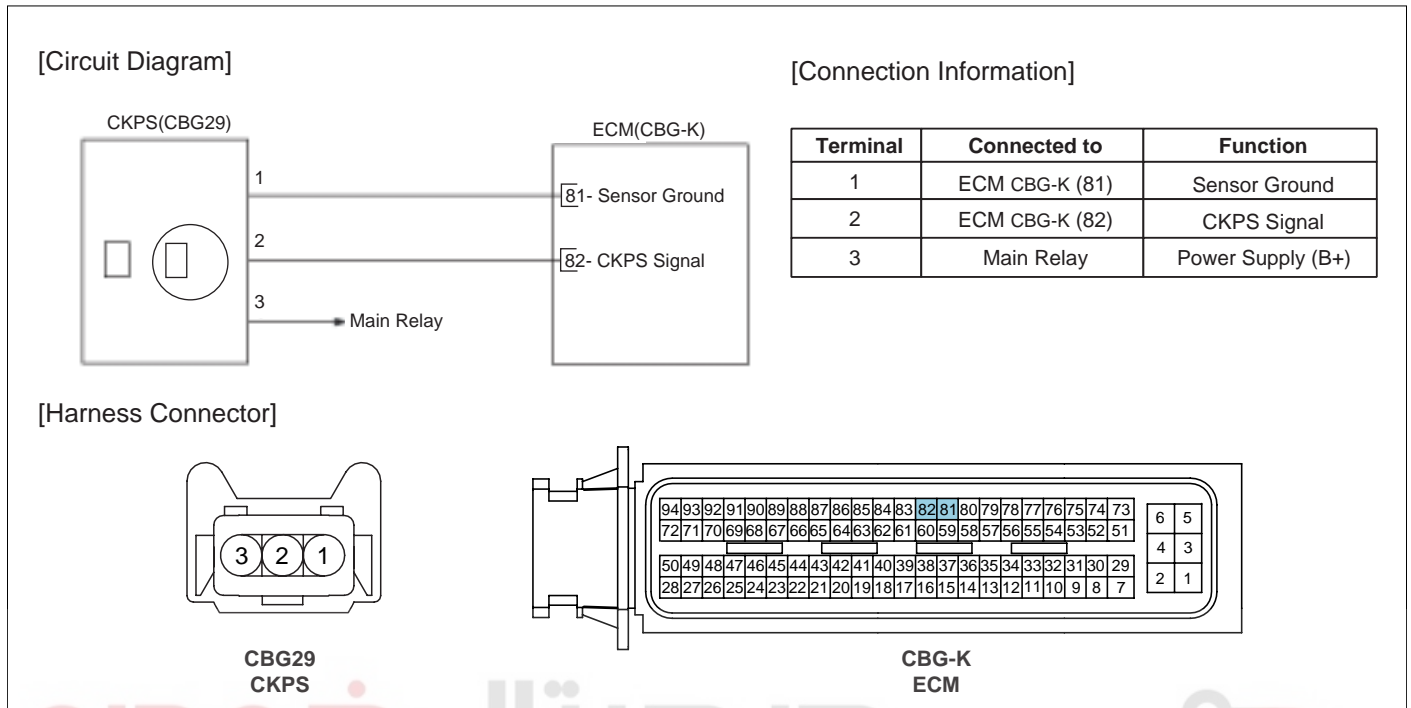 [Circuit Diagram]
CKPS(CBG29)
1
2
3
Main Relay
ECM(CBG-K)
81- Sensor Ground
82- CKPS Signal
[Connection Information]
Terminal Connected to Function
1 ECM CBG-K (81) Sensor Ground
2 ECM CBG-K (82) CKPS Signal
3 Main Relay Power Supply (B+)
[Harness Connector]
3 2 1
CBG29
CKPS
94 93 92 91 90 89 88 87 86 85 84 83 82 81 80 79 78 77 76 75 74 73
72 71 70 69 68 67 66 65 64 63 62 61 60 59 58 57 56 55 54 53 52 51
50 49 48 47 46 45 44 43 42 41 40 39 38 37 36 35 34 33 32 31 30 29
28 27 26 25 24 23 22 21 20 19 18 17 16 15 14 13 12 11 10 9 8 7
6 5
4 3
2 1
CBG-K
ECM